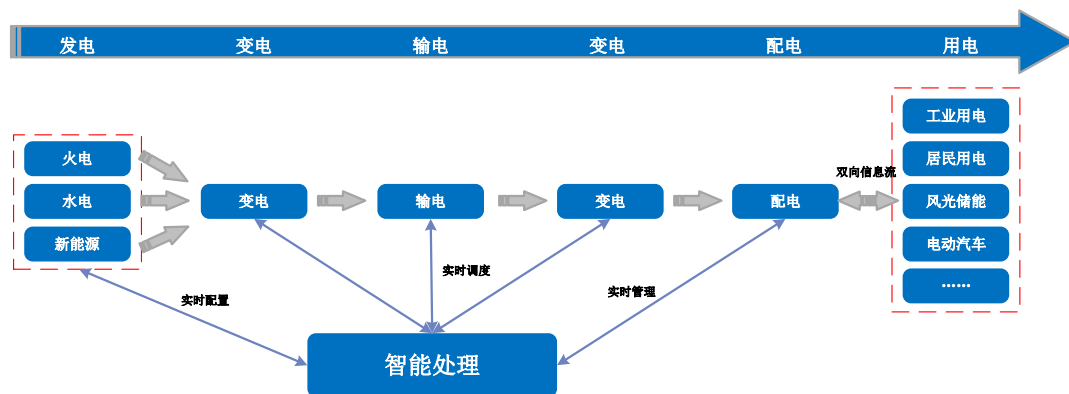 发电 变电 输电 变电 配电 用电
工业用电
火电
居民用电
双向信息流
水电
变电
输电
变电
配电
风光储能
新能源
电动汽车
实时调度
……
实时配置
实时管理
智能处理